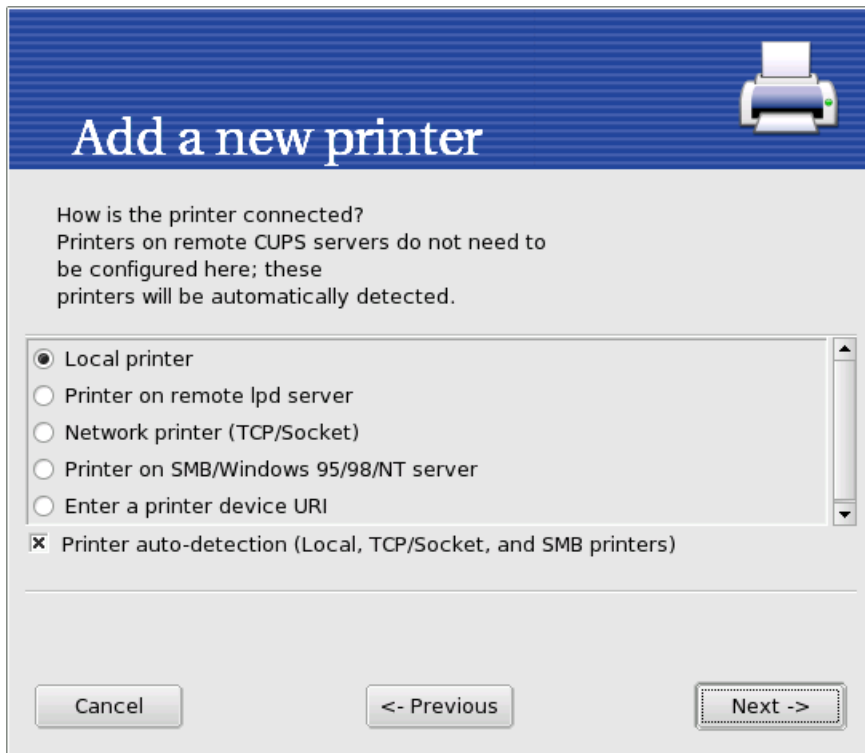 Add a new printer
How is the printer connected?
Printers on remote CUPS servers do not need to
be configured here; these
printers will be automatically detected.
Local printer
Printer on remote lpd server
Network printer (TCP/Socket)
Printer on SMB/Windows 95/98/NT server
Enter a printer device URI
Printer auto-detection (Local, TCP/Socket, and SMB printers)
Cancel
<- Previous
Next ->